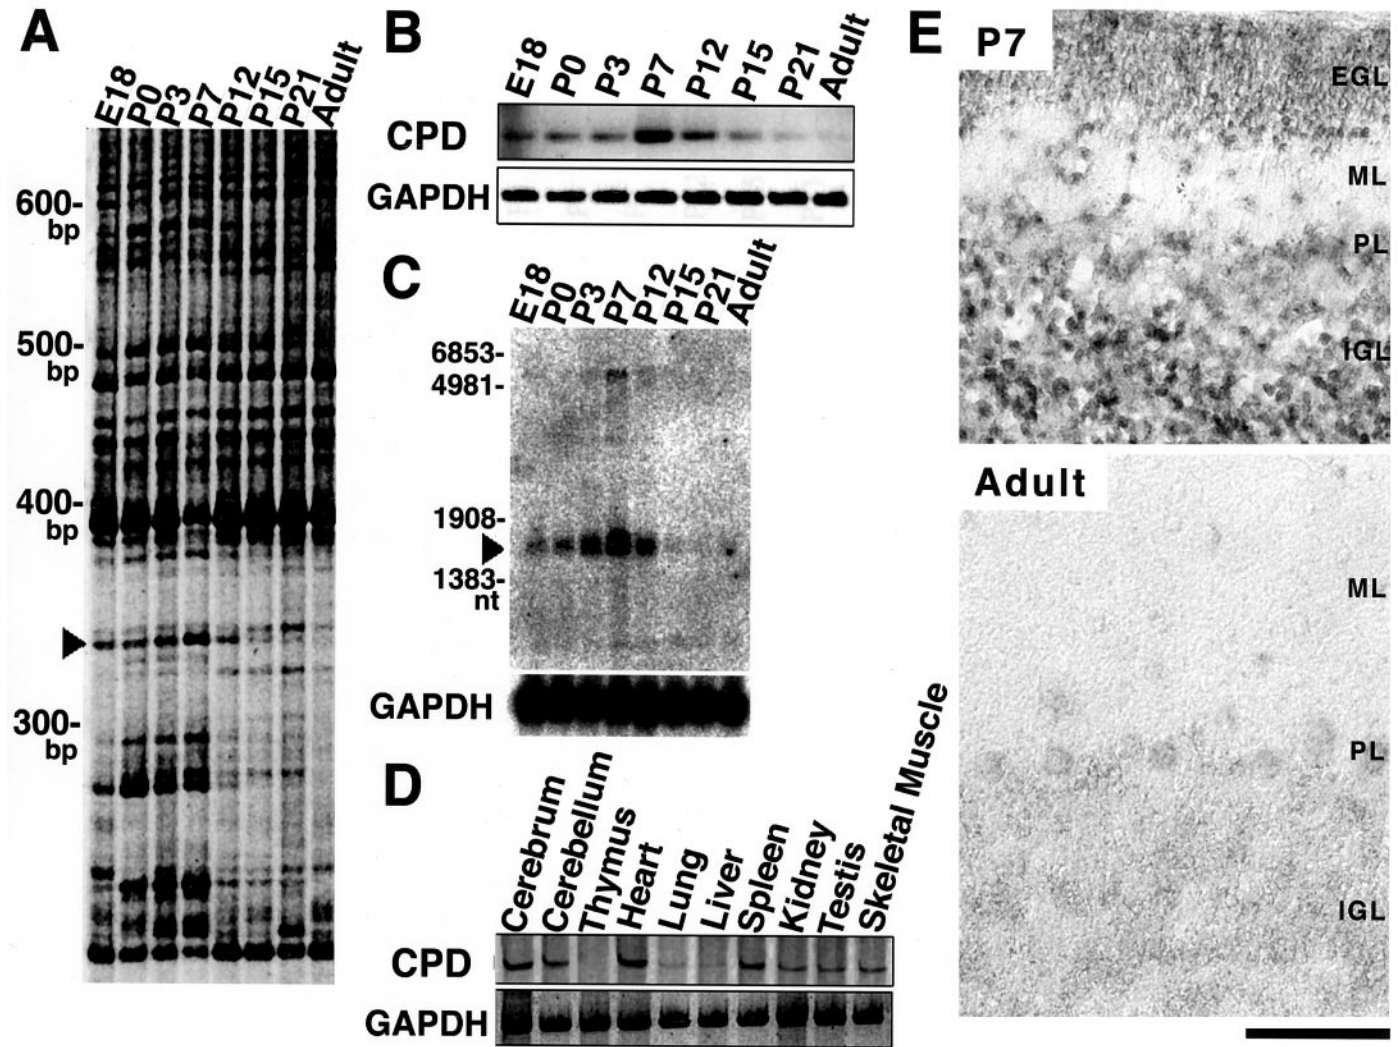 A
E18
P0
P3
P7
P12
P15
P21
Adult
600-
bp
500-
bp
400-
bp
300-
bp
B
E18
P0
P3
P7
P12
P15
P21
Adult
CPD
GAPDH
C
E18
P0
P3
P7
P12
P15
P21
Adult
6853-
4981-
1908-
1383-
nt
GAPDH
D
Cerebrum
Cerebellum
Thymus
Heart
Lung
Liver
Spleen
Kidney
Testis
Skeletal Muscle
CPD
GAPDH
E
P7
EGL
ML
PL
IGL
Adult
ML
PL
IGL